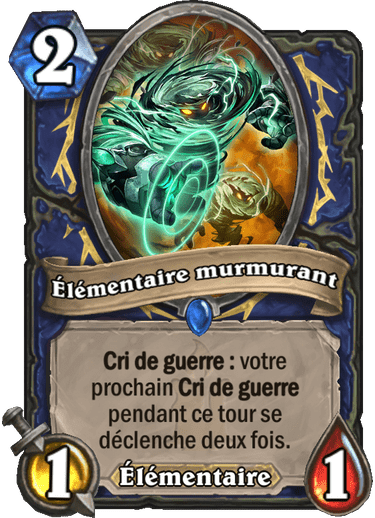 2
Élémentaire murmurant
Cri de guerre : votre
prochain Cri de guerre
pendant ce tour se
déclenche deux fois.
1 Élémentaire 1